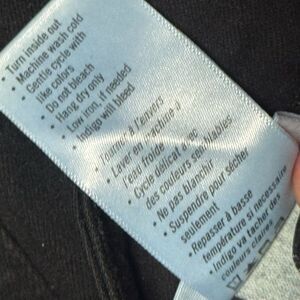 • Turn inside out
• Machine wash cold
• Gentle cycle with
like colors
• Do not bleach
• Hang dry only
• Low iron, if needed
• Indigo will bleed
• Tourner à l'envers
• Laver en machine à
l'eau froide
• Cycle délicat avec
des couleurs semblables
• Ne pas blanchir
• Suspendre pour sécher
seulement
• Repasser à basse
température si necessaire
• Indigo va tacher des
couleurs claires